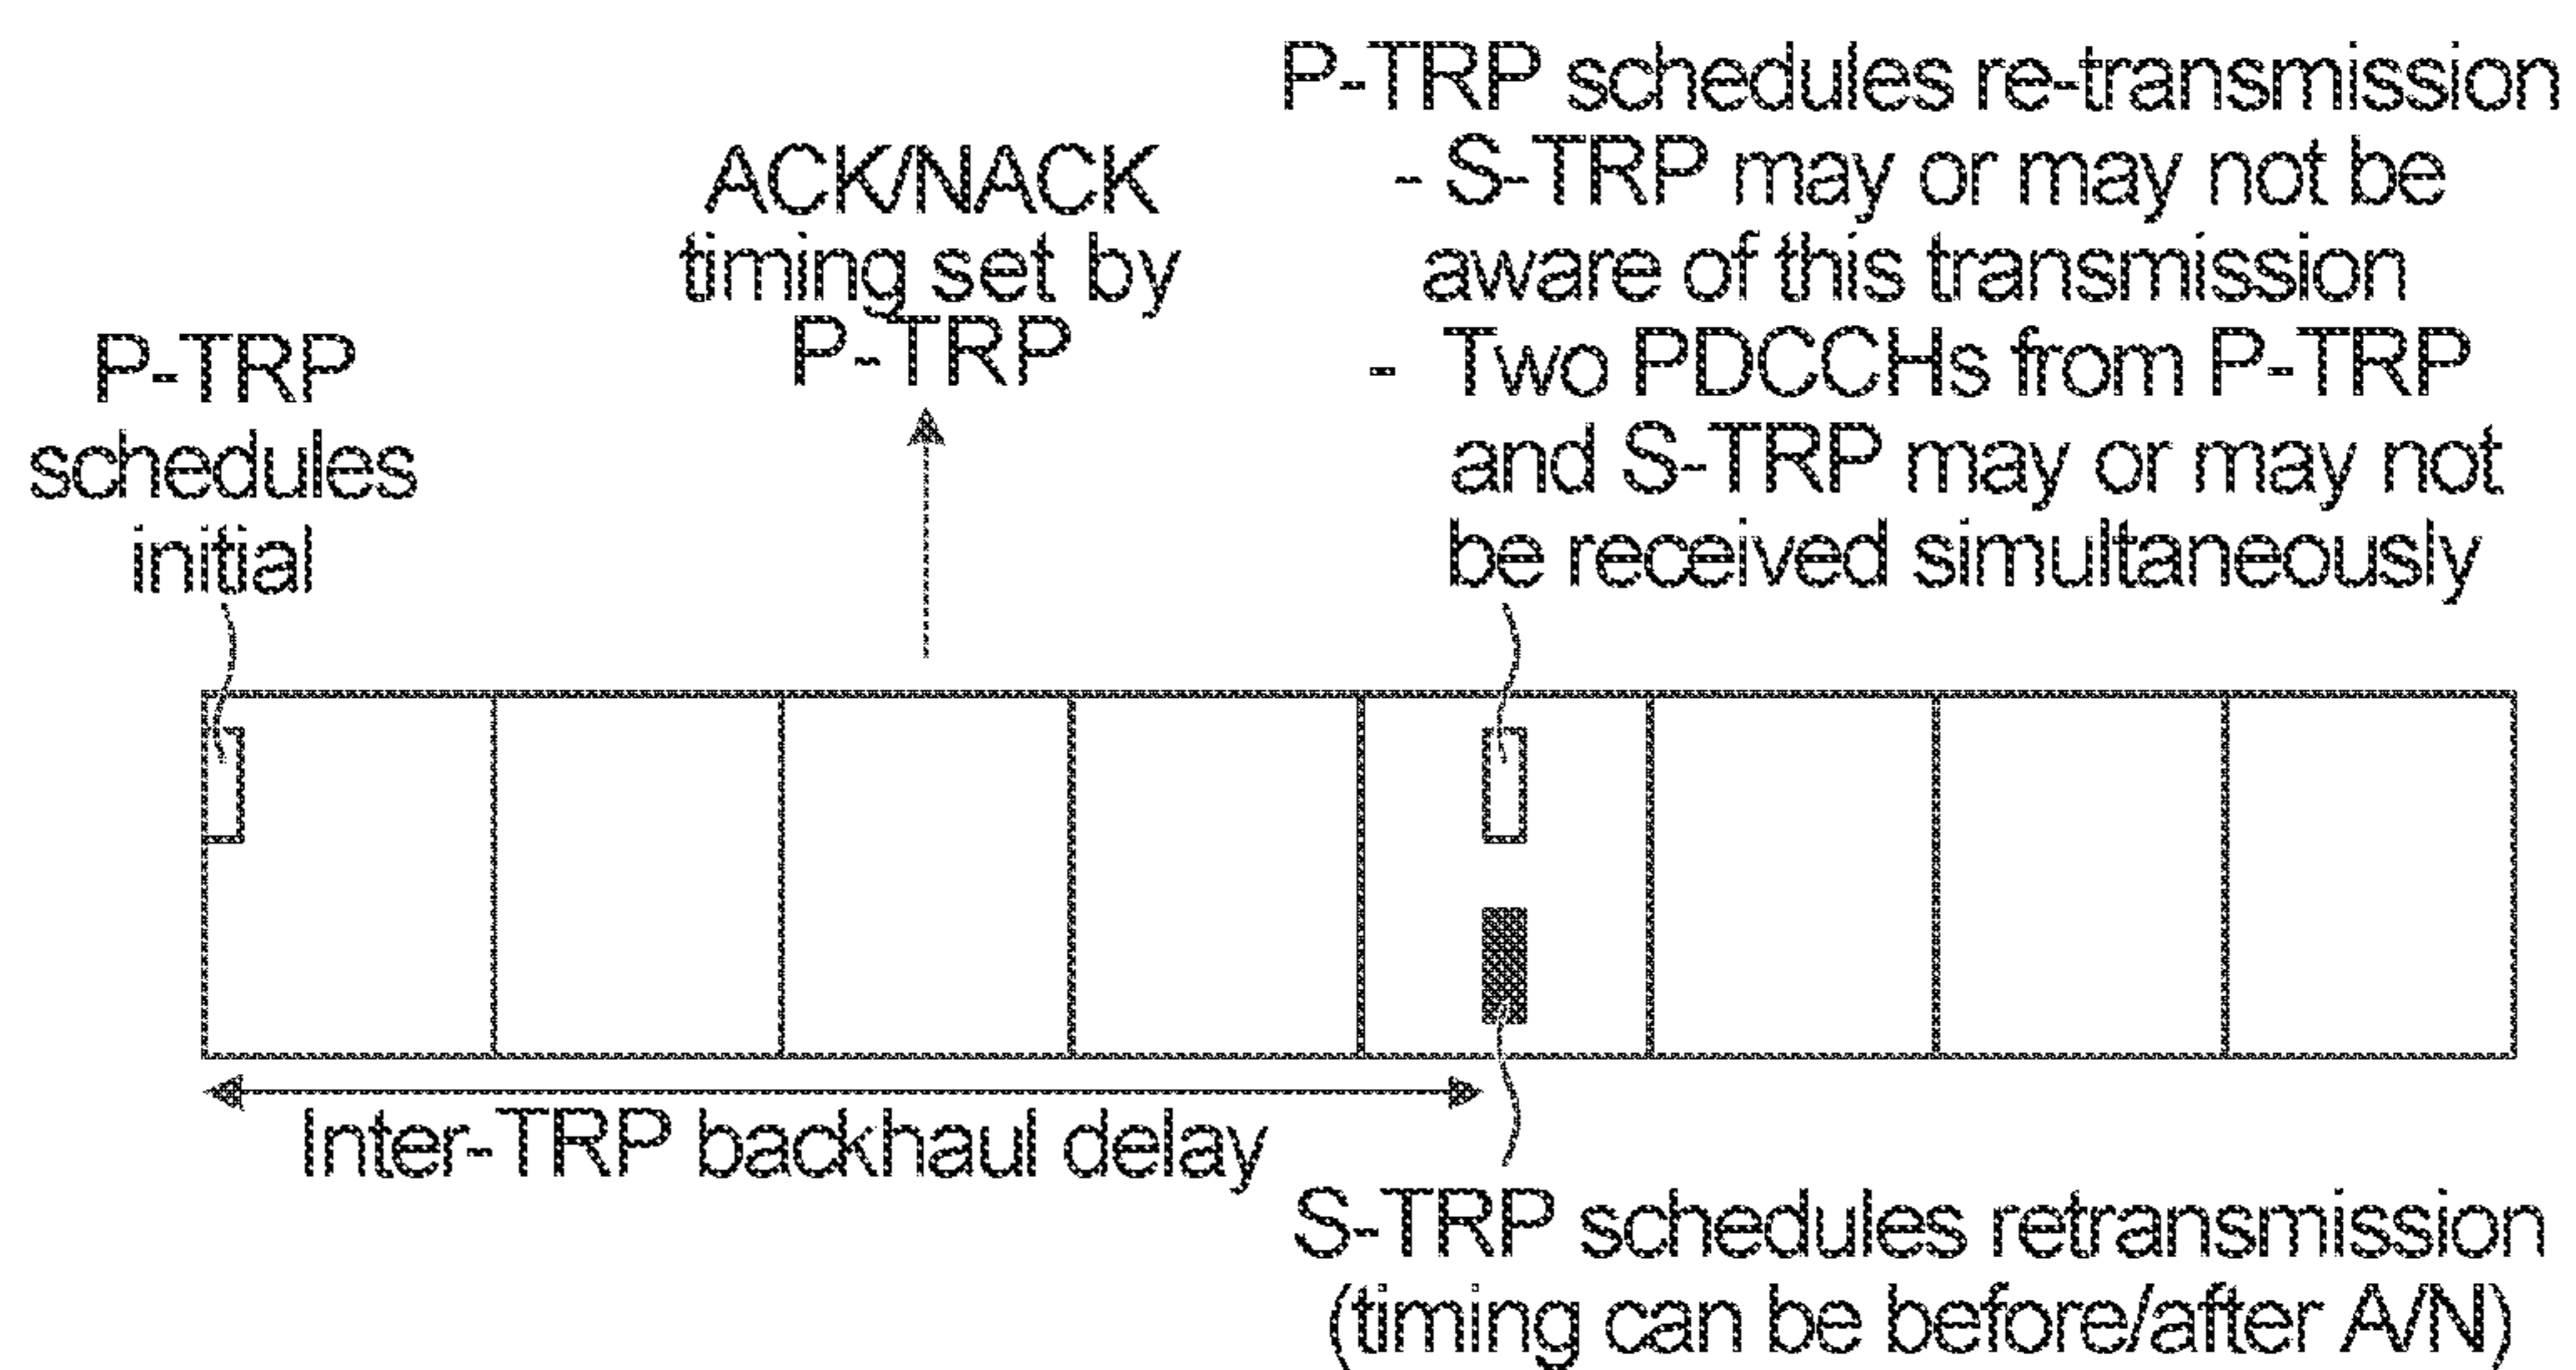 P-TRP
schedules
initial
ACK/NACK
timing set by
P-TRP
P-TRP schedules re-transmission
- S-TRP may or may not be
aware of this transmission
- Two PDCCHs from P-TRP
and S-TRP may or may not
be received simultaneously
Inter-TRP backhaul delay
S-TRP schedules retransmission
(timing can be before/after A/N)